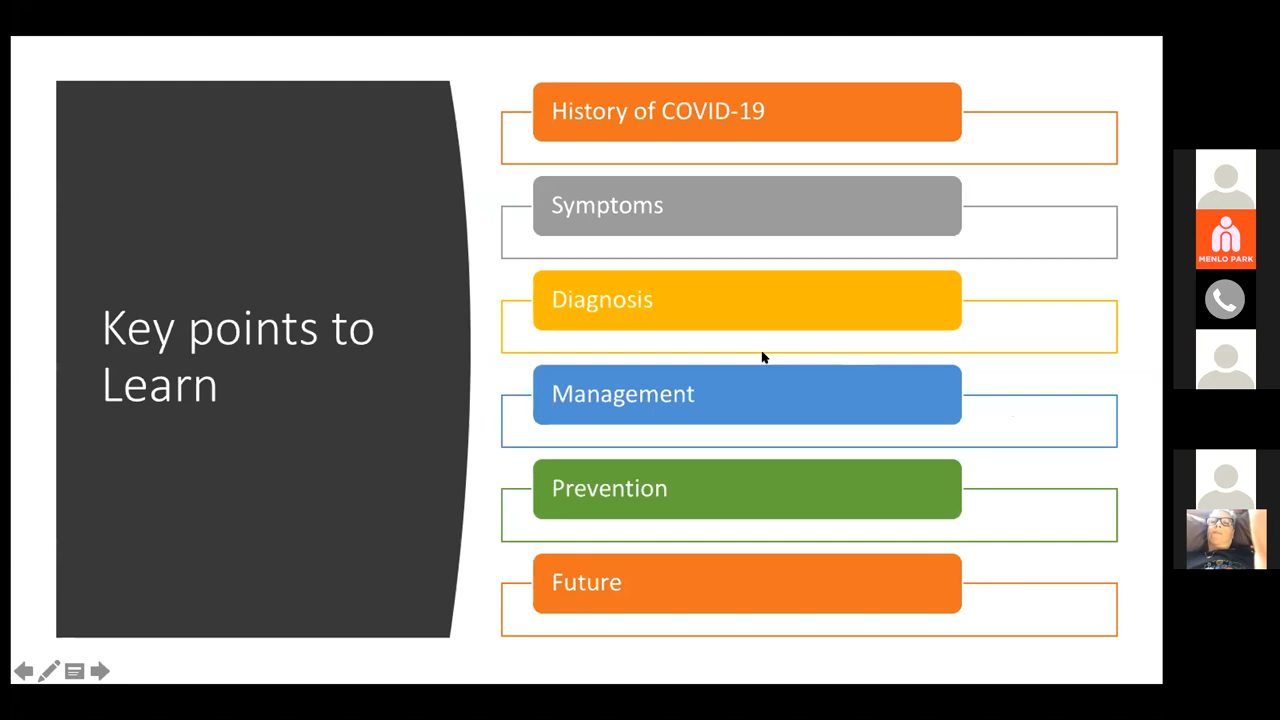 Key points to
Learn
History of COVID-19
Symptoms
Diagnosis
Management
Prevention
Future
MENLO PARK